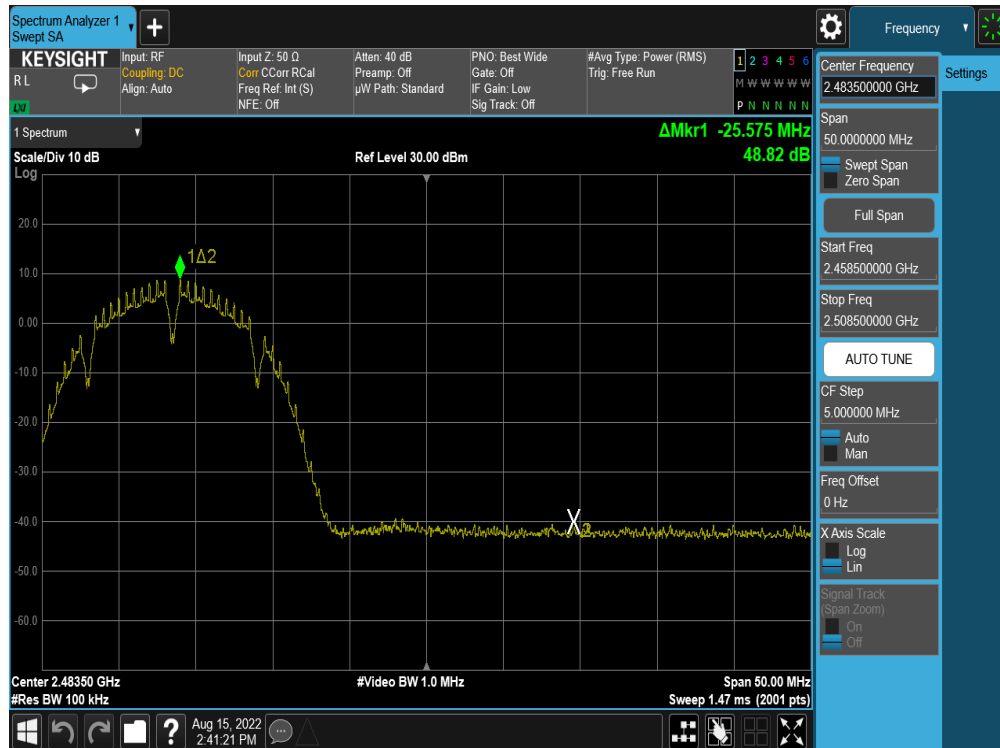 Spectrum Analyzer 1
Swept SA
+
Frequency
KEYSIGHT
R L
LXI
Input: RF
Coupling: DC
Align: Auto
Input Z: 50 Ω
Corr CCorr RCal
Freq Ref: Int (S)
NFE: Off
Atten: 40 dB
Preamp: Off
µW Path: Standard
PNO: Best Wide
Gate: Off
IF Gain: Low
Sig Track: Off
#Avg Type: Power (RMS)
Trig: Free Run
1 2 3 4 5 6
M W W W W W
P N N N N N
1 Spectrum
ΔMkr1 -25.575 MHz
Scale/Div 10 dB
Ref Level 30.00 dBm
48.82 dB
Log
20.0
10.0
0.00
-10.0
-20.0
-30.0
-40.0
-50.0
-60.0
1Δ2
X
2
Center 2.48350 GHz
#Video BW 1.0 MHz
Span 50.00 MHz
#Res BW 100 kHz
Sweep 1.47 ms (2001 pts)
Center Frequency
2.483500000 GHz
Settings
Span
50.0000000 MHz
Swept Span
Zero Span
Full Span
Start Freq
2.458500000 GHz
Stop Freq
2.508500000 GHz
AUTO TUNE
CF Step
5.000000 MHz
Auto
Man
Freq Offset
0 Hz
X Axis Scale
Log
Lin
Signal Track
(Span Zoom)
On
Off
?
Aug 15, 2022
2:41:21 PM